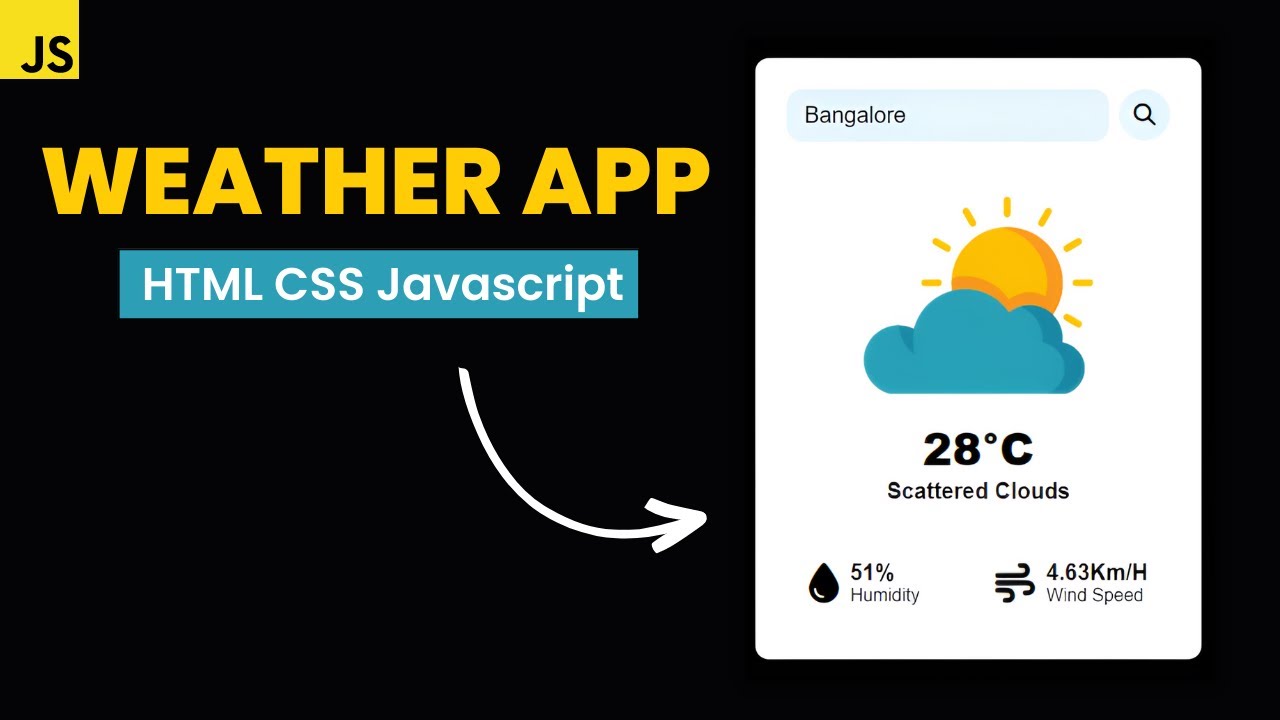 JS
WEATHER APP
HTML CSS Javascript
Bangalore
28°C
Scattered Clouds
51%
Humidity
4.63Km/H
Wind Speed